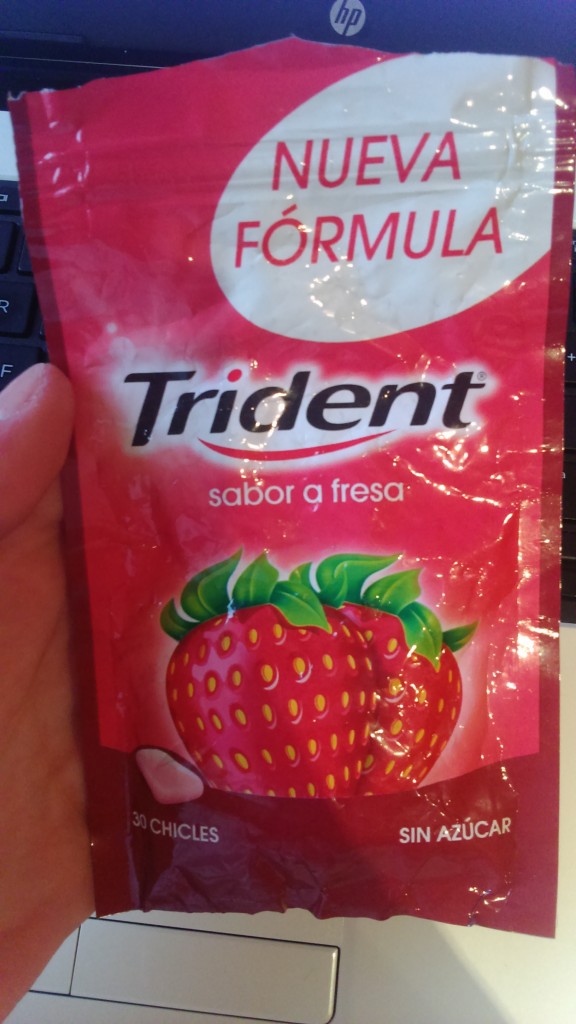 hp
NUEVA
FÓRMULA
Trident®
sabor a fresa
30 CHICLES
SIN AZÚCAR
R
F
+